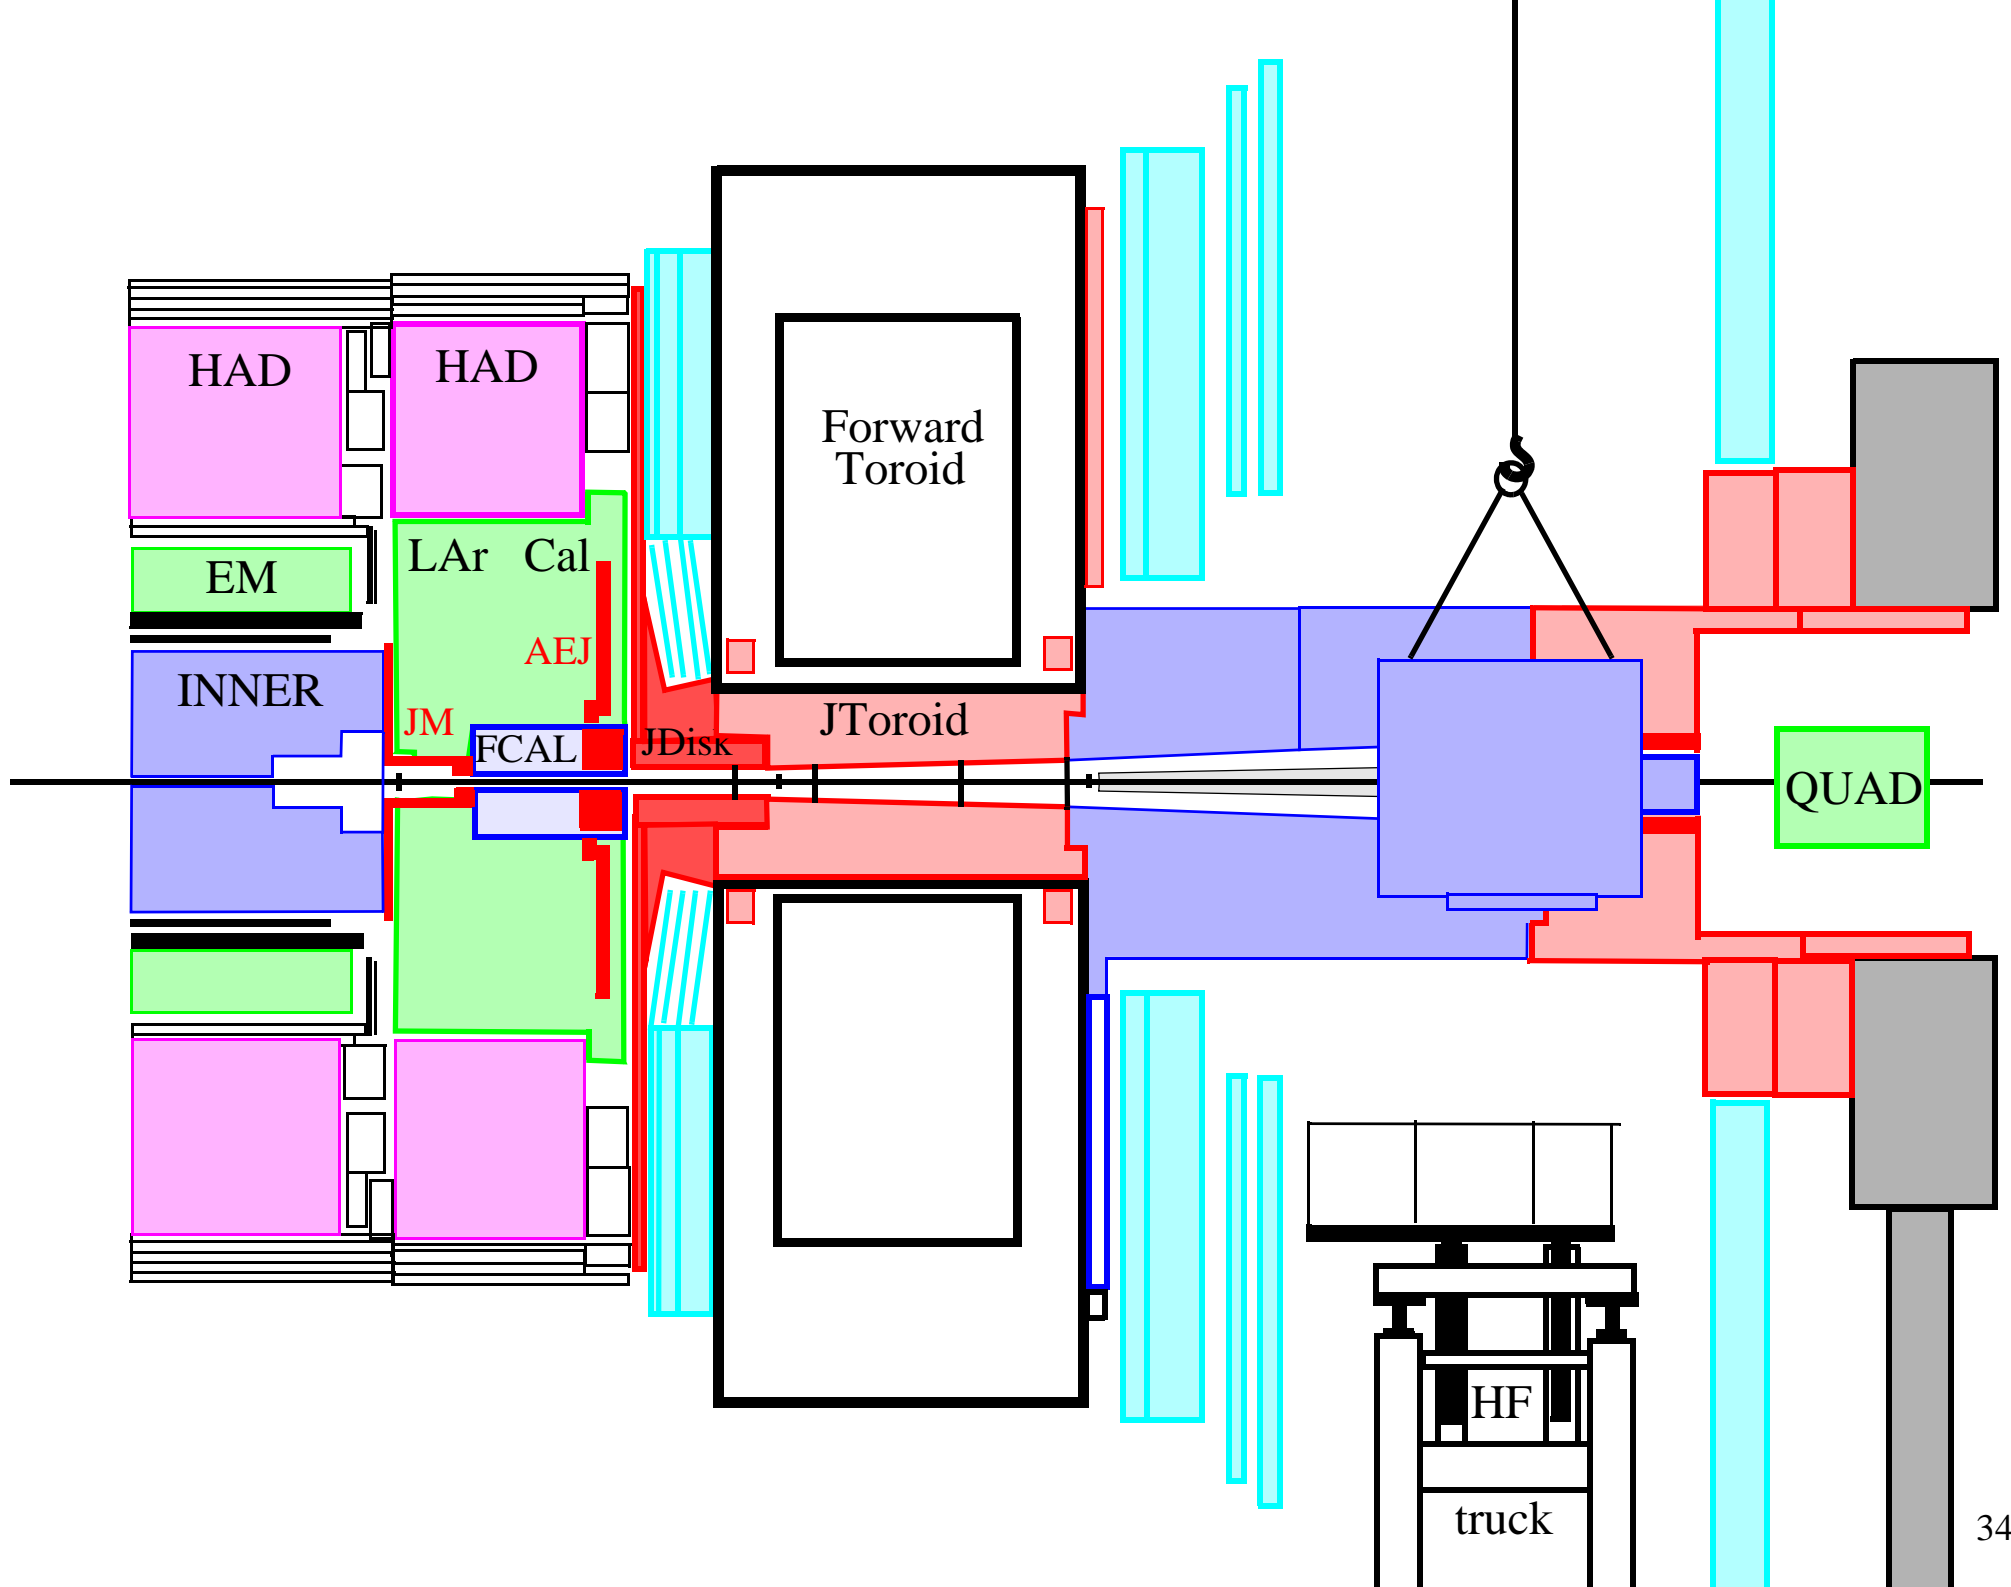 HAD
HAD
Forward
Toroid
LAr Cal
EM
AEJ
INNER
JM
JToroid
FCAL
JDisk
QUAD
HF
truck
34